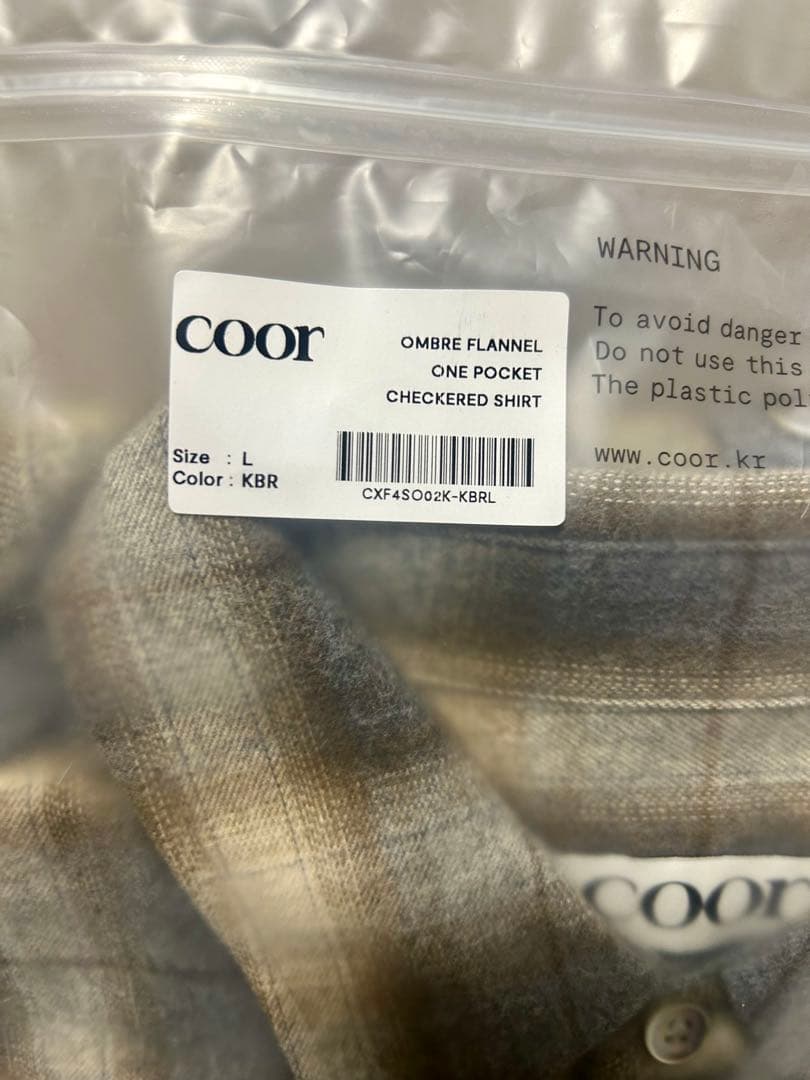 coor
OMBRE FLANNEL
ONE POCKET
CHECKERED SHIRT
Size : L
Color : KBR
CXF4SO02K-KBRL
WARNING
To avoid danger
Do not use this
The plastic pol
www.coor.kr
coor